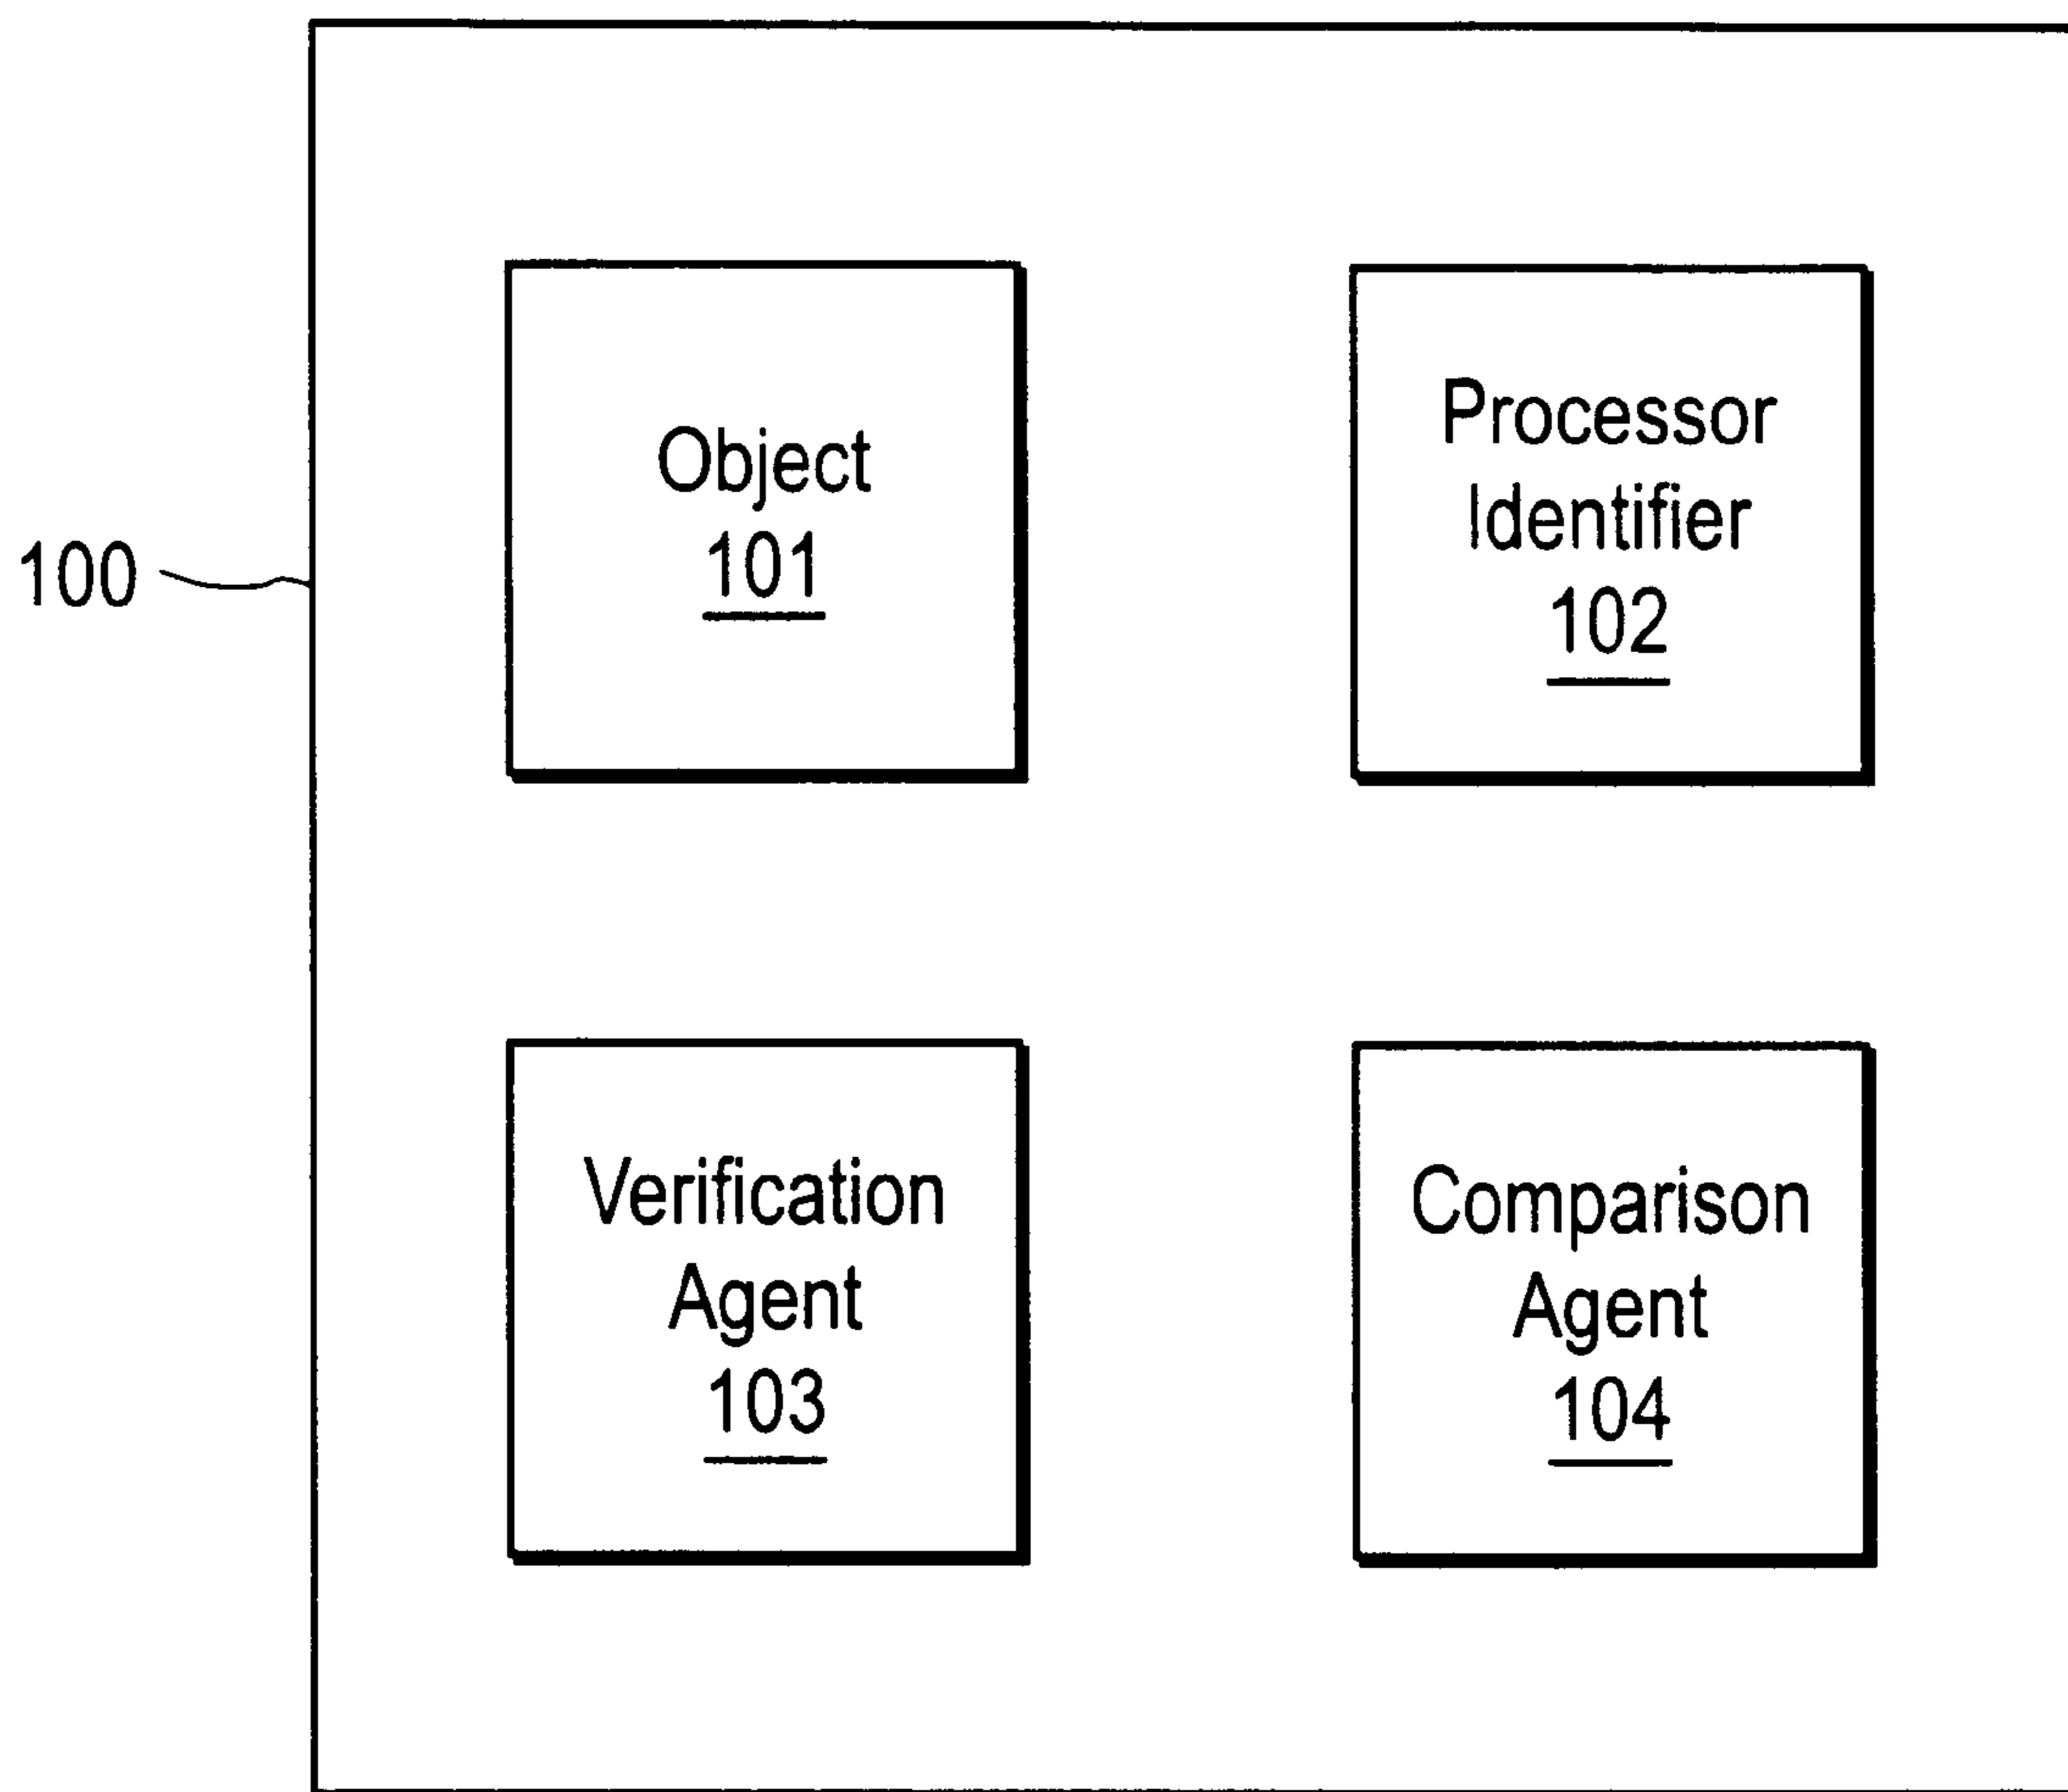 Object
101
Processor
Identifier
102
100
Verification
Agent
103
Comparison
Agent
104